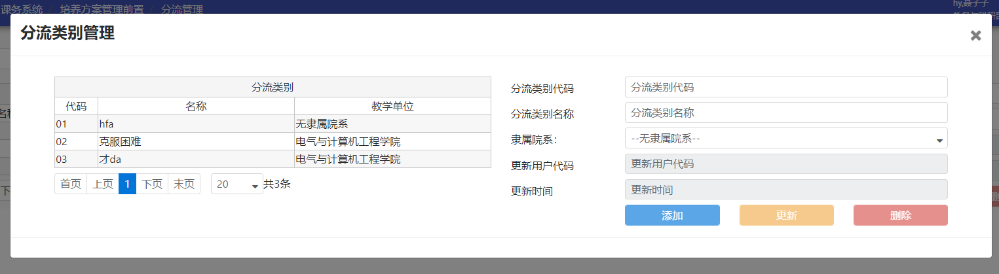 课务系统 / 培养方案管理前置 / 分流管理
hy,聂子子
分流类别管理
分流类别
代码 名称 教学单位
01 hfa 无隶属院系
02 克服困难 电气与计算机工程学院
03 才da 电气与计算机工程学院
首页 上页 1 下页 末页 20 共3条
分流类别代码 分流类别代码
分流类别名称 分流类别名称
隶属院系: --无隶属院系--
更新用户代码 更新用户代码
更新时间 更新时间
添加 更新 删除